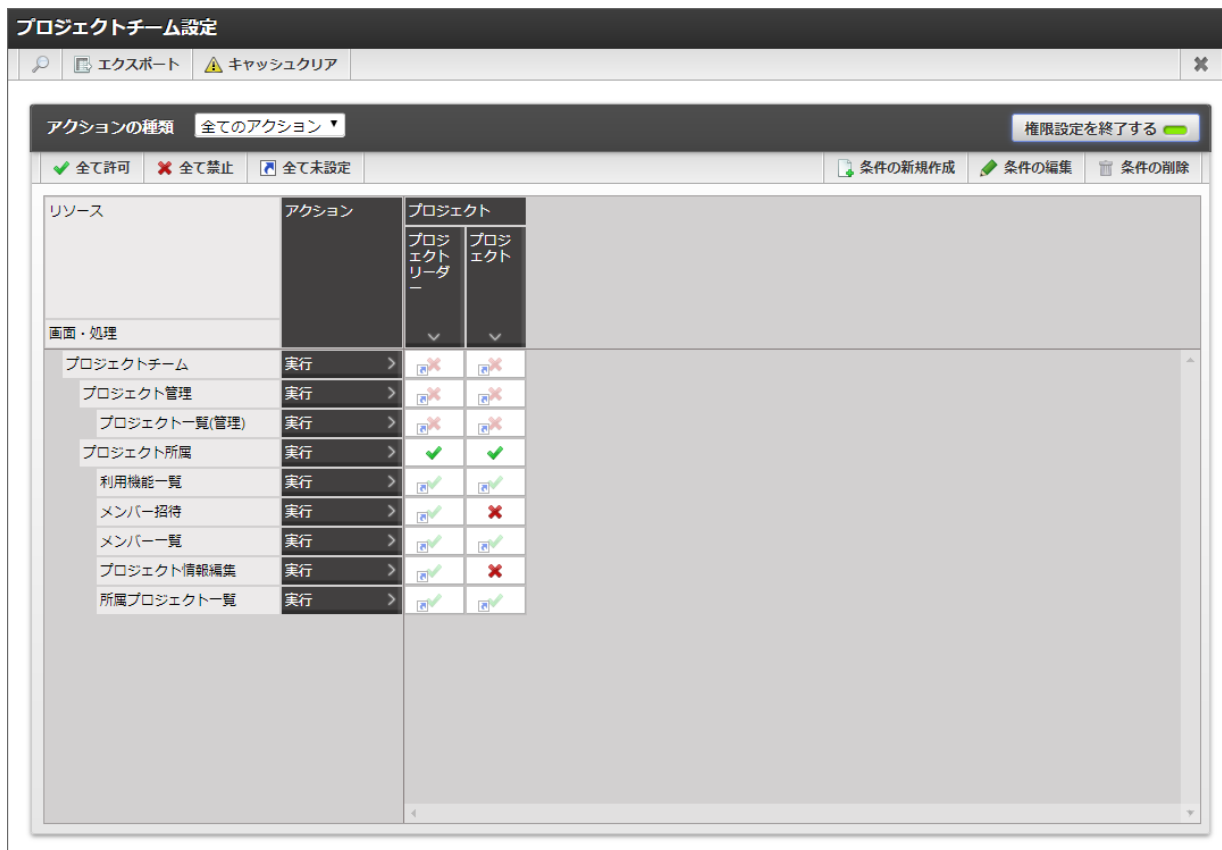 プロジェクトチーム設定
エクスポート キャッシュクリア
アクションの種類 全てのアクション 権限設定を終了する
全て許可 全て禁止 全て未設定 条件の新規作成 条件の編集 条件の削除
リソース アクション プロジェクト
プロジ プロジ
ェクト ェクト
リーダ
ー
画面・処理
プロジェクトチーム 実行
プロジェクト管理 実行
プロジェクト一覧(管理) 実行
プロジェクト所属 実行
利用機能一覧 実行
メンバー招待 実行
メンバー一覧 実行
プロジェクト情報編集 実行
所属プロジェクト一覧 実行